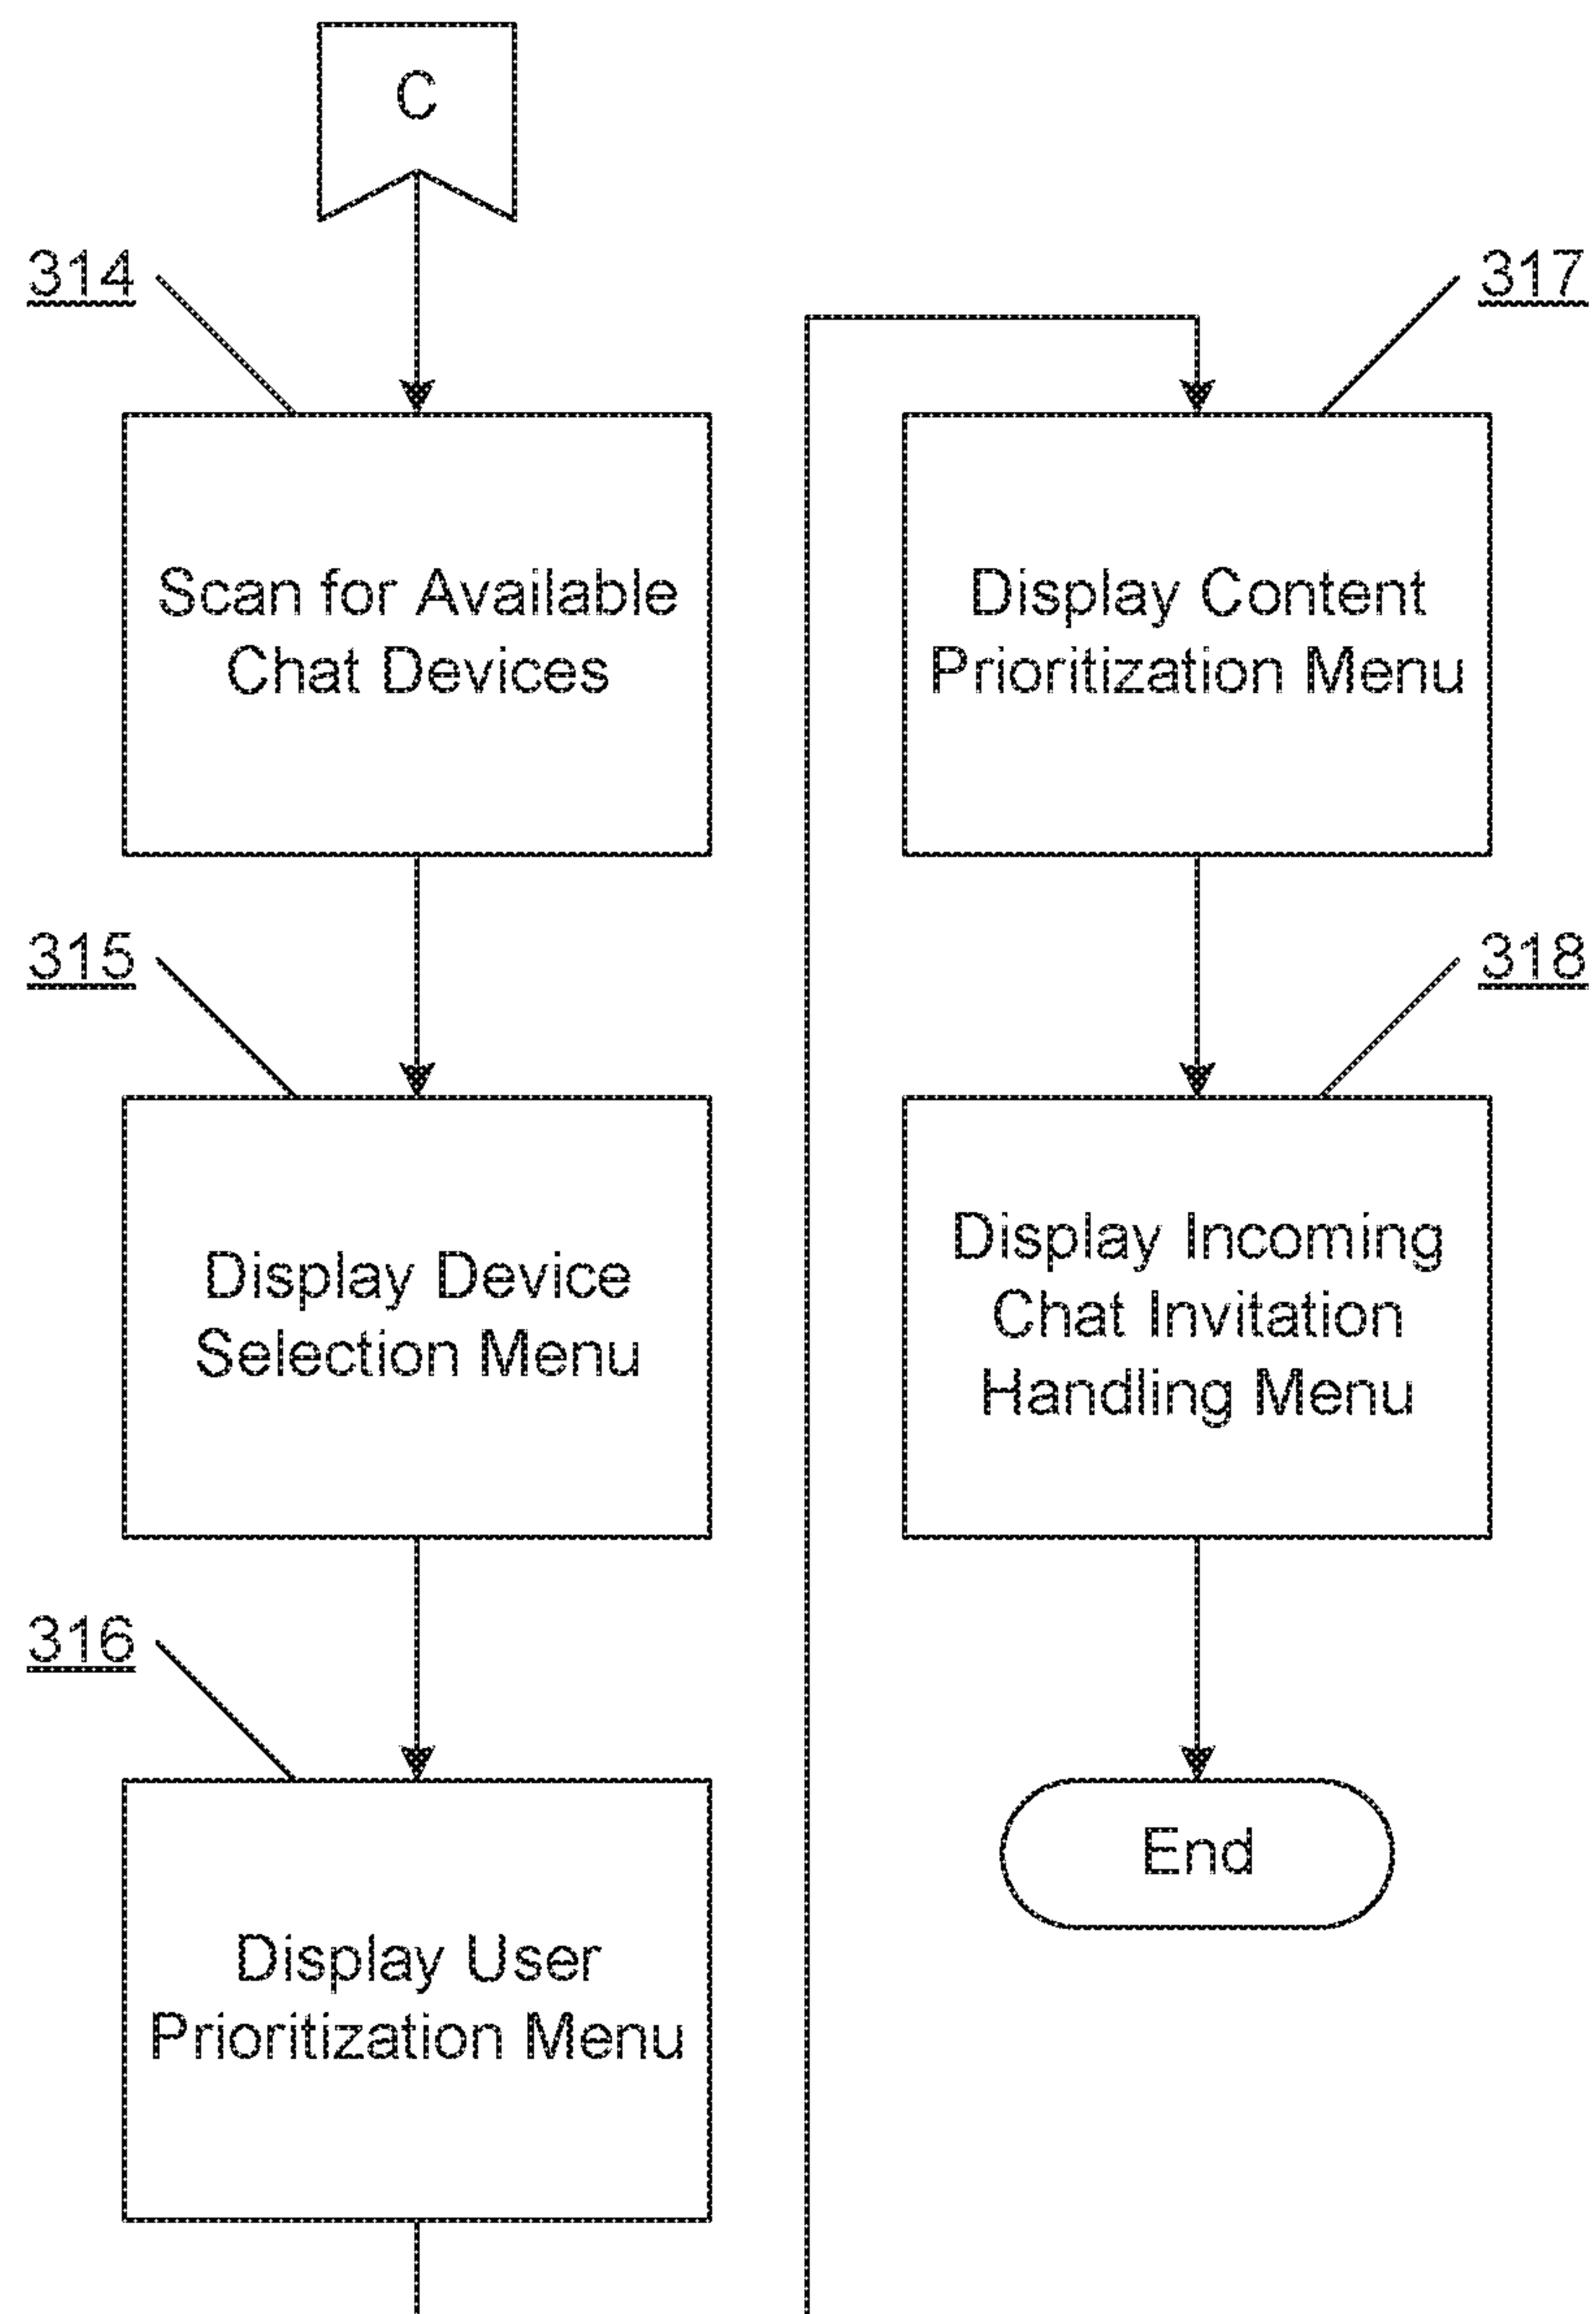 C
314
Scan for Available
Chat Devices
315
Display Device
Selection Menu
316
Display User
Prioritization Menu
317
Display Content
Prioritization Menu
318
Display Incoming
Chat Invitation
Handling Menu
End